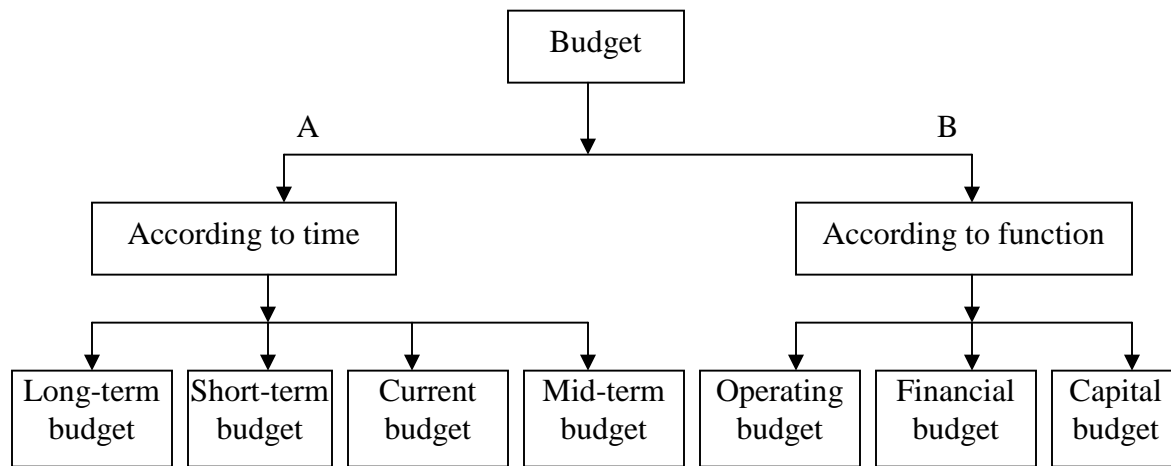 Budget
A
B
According to time
According to function
Long-term
budget
Short-term
budget
Current
budget
Mid-term
budget
Operating
budget
Financial
budget
Capital
budget